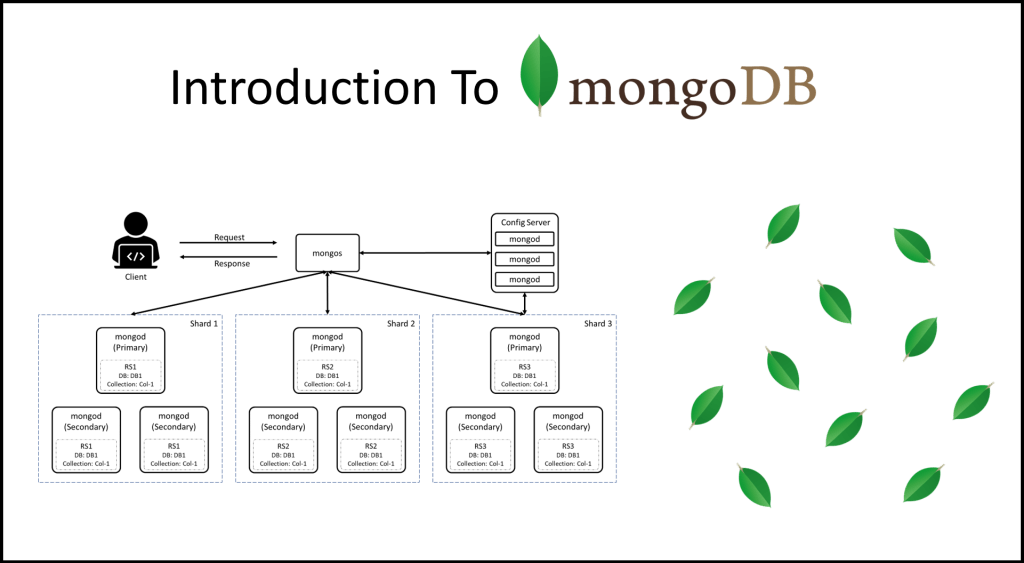 Introduction To mongoDB
Client
</>
Request
Response
mongos
Config Server
mongod
mongod
mongod
Shard 1
mongod
(Primary)
RS1
DB: DB1
Collection: Col-1
mongod
(Secondary)
RS1
DB: DB1
Collection: Col-1
mongod
(Secondary)
RS1
DB: DB1
Collection: Col-1
Shard 2
mongod
(Primary)
RS2
DB: DB1
Collection: Col-1
mongod
(Secondary)
RS2
DB: DB1
Collection: Col-1
mongod
(Secondary)
RS2
DB: DB1
Collection: Col-1
Shard 3
mongod
(Primary)
RS3
DB: DB1
Collection: Col-1
mongod
(Secondary)
RS3
DB: DB1
Collection: Col-1
mongod
(Secondary)
RS3
DB: DB1
Collection: Col-1